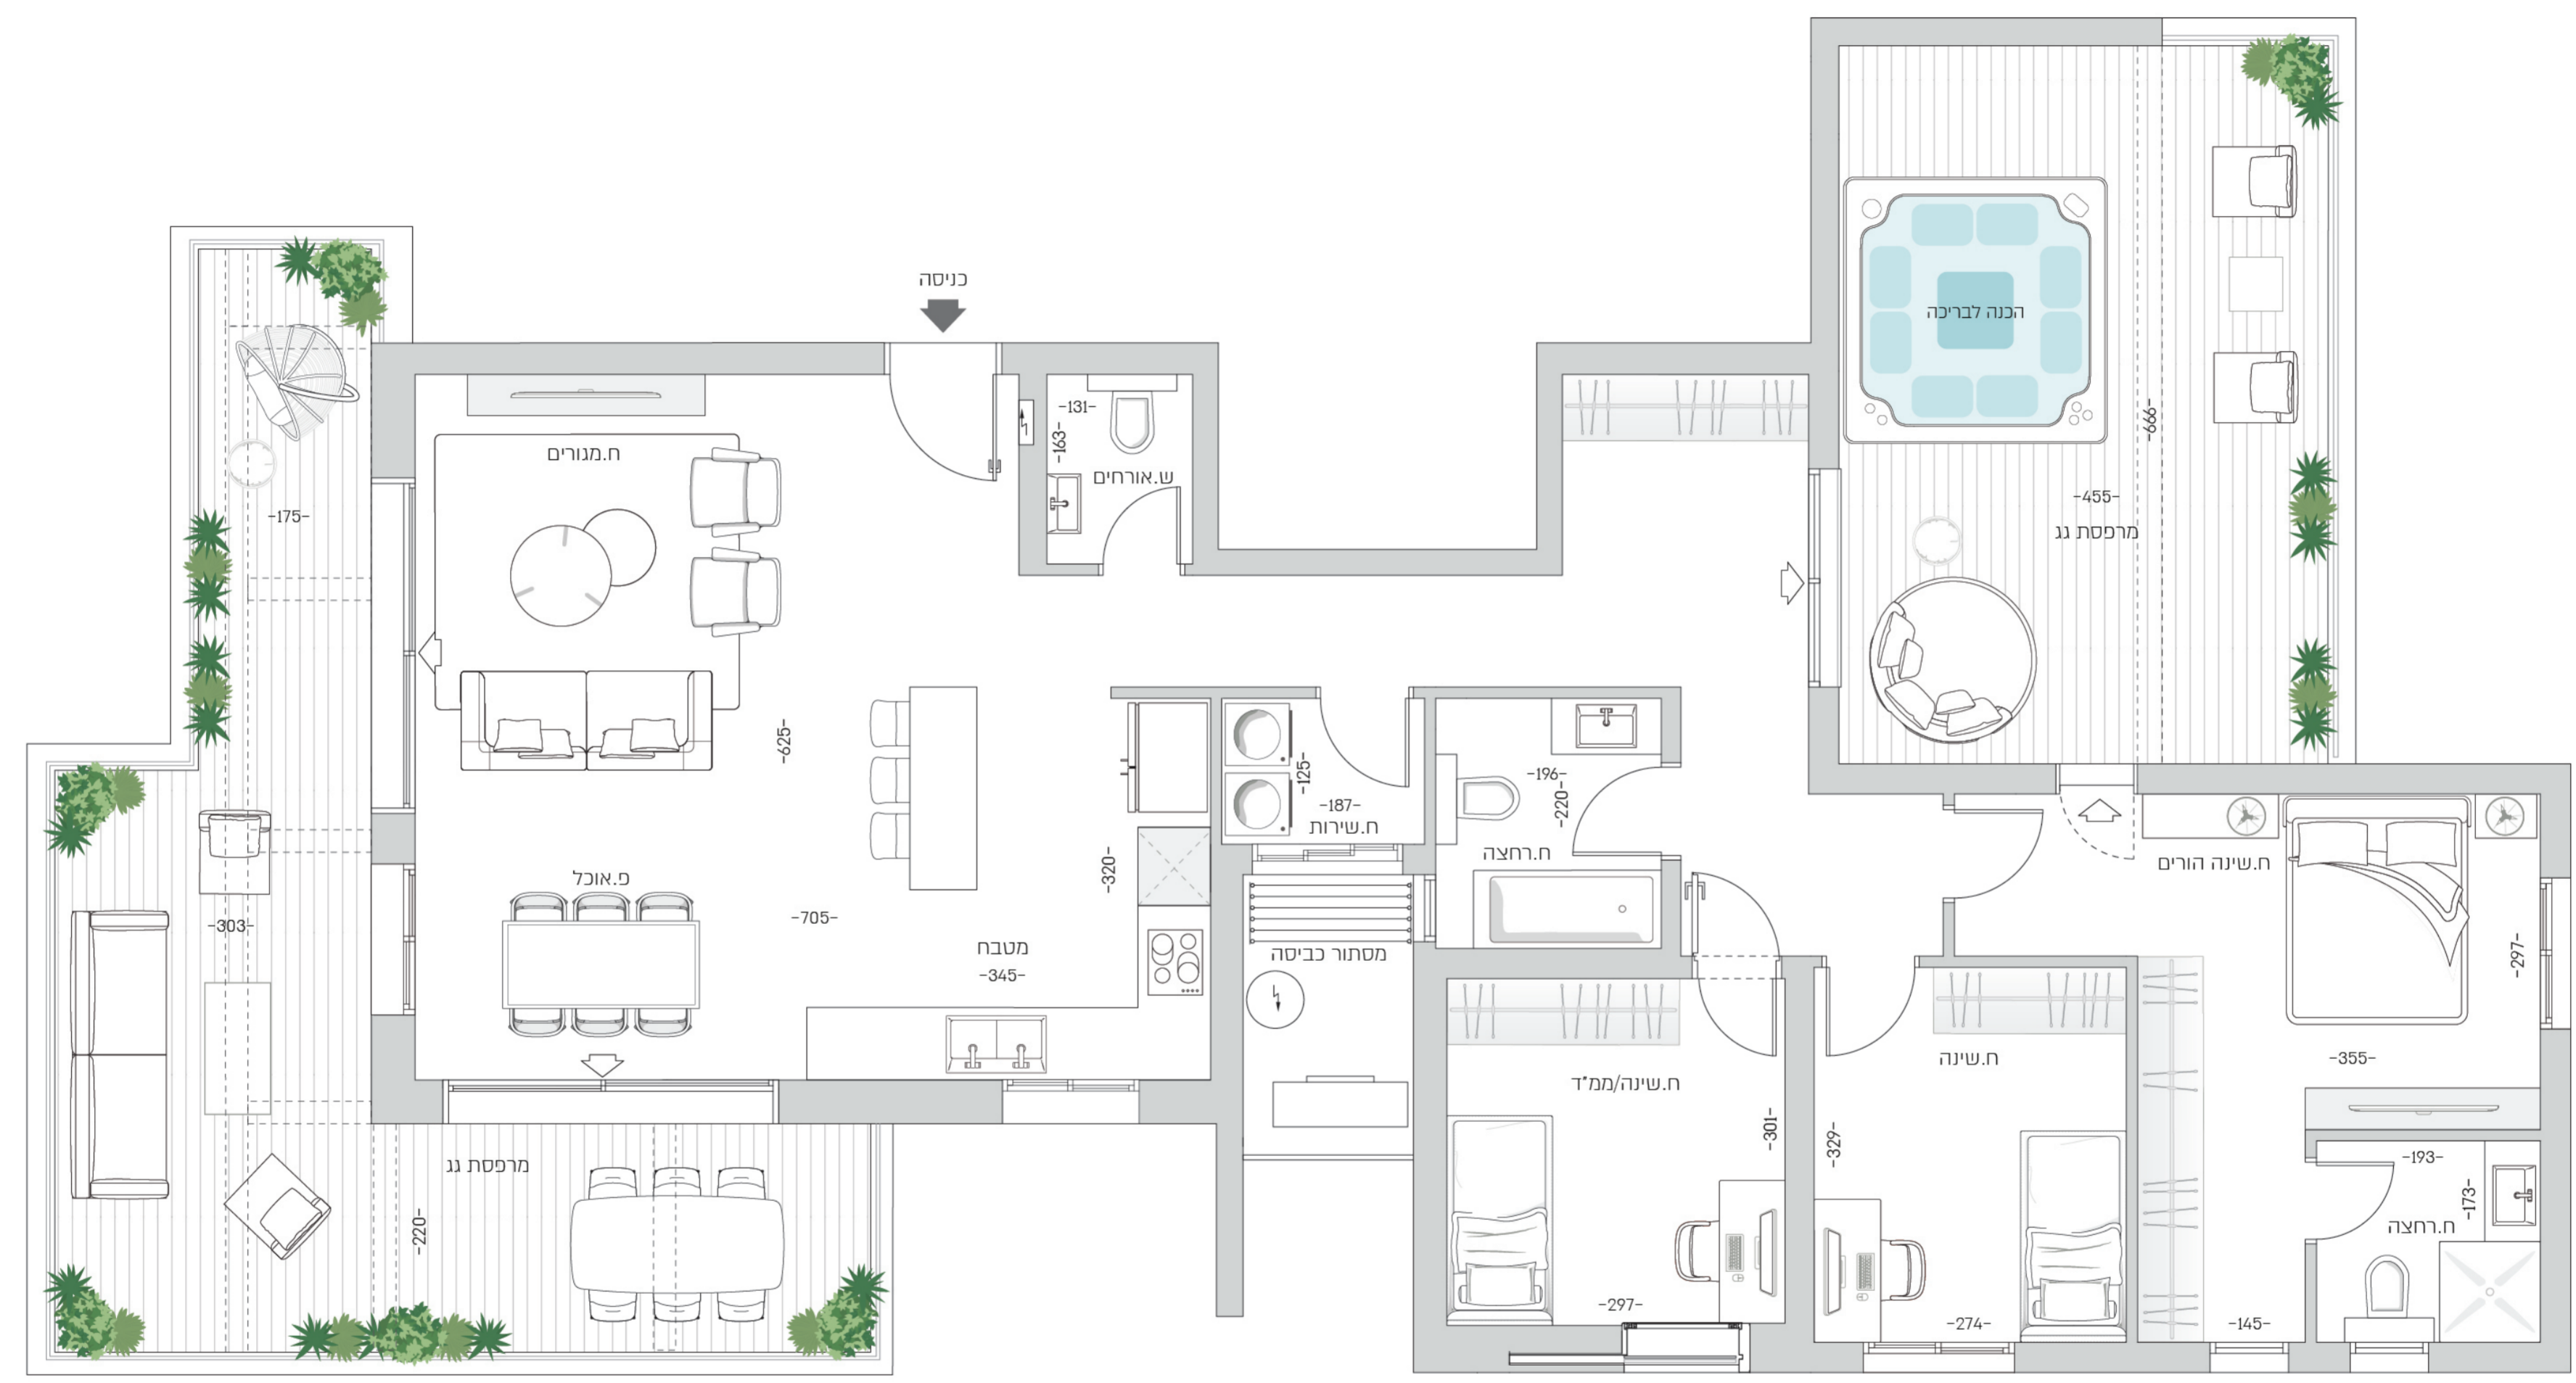 כניסה
הכנה לבריכה
-666-
-455-
מרפסת גג
-131-
-163-
ש.אורחים
ח.מגורים
-175-
-625-
-125-
-187-
ח.שירות
-196-
-220-
ח.רחצה
-320-
פ.אוכל
-705-
-303-
מטבח
-345-
מסתור כביסה
ח.שינה הורים
-297-
-355-
ח.שינה/ממ"ד
-301-
-297-
ח.שינה
-329-
-274-
-193-
-173-
ח.רחצה
-145-
מרפסת גג
-220-